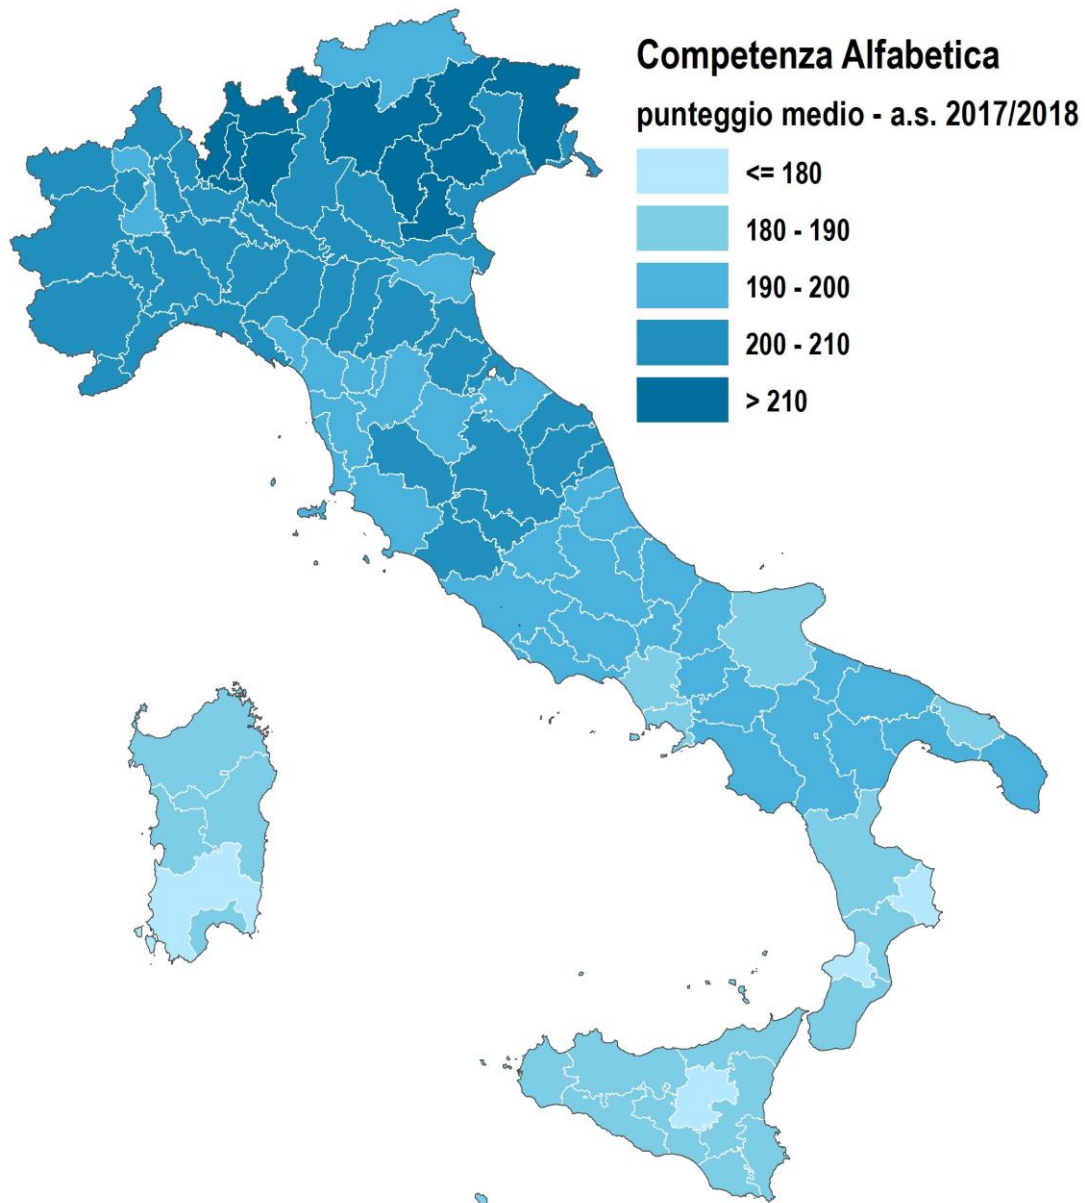 Competenza Alfabetica
punteggio medio - a.s. 2017/2018
<= 180
180 - 190
190 - 200
200 - 210
> 210